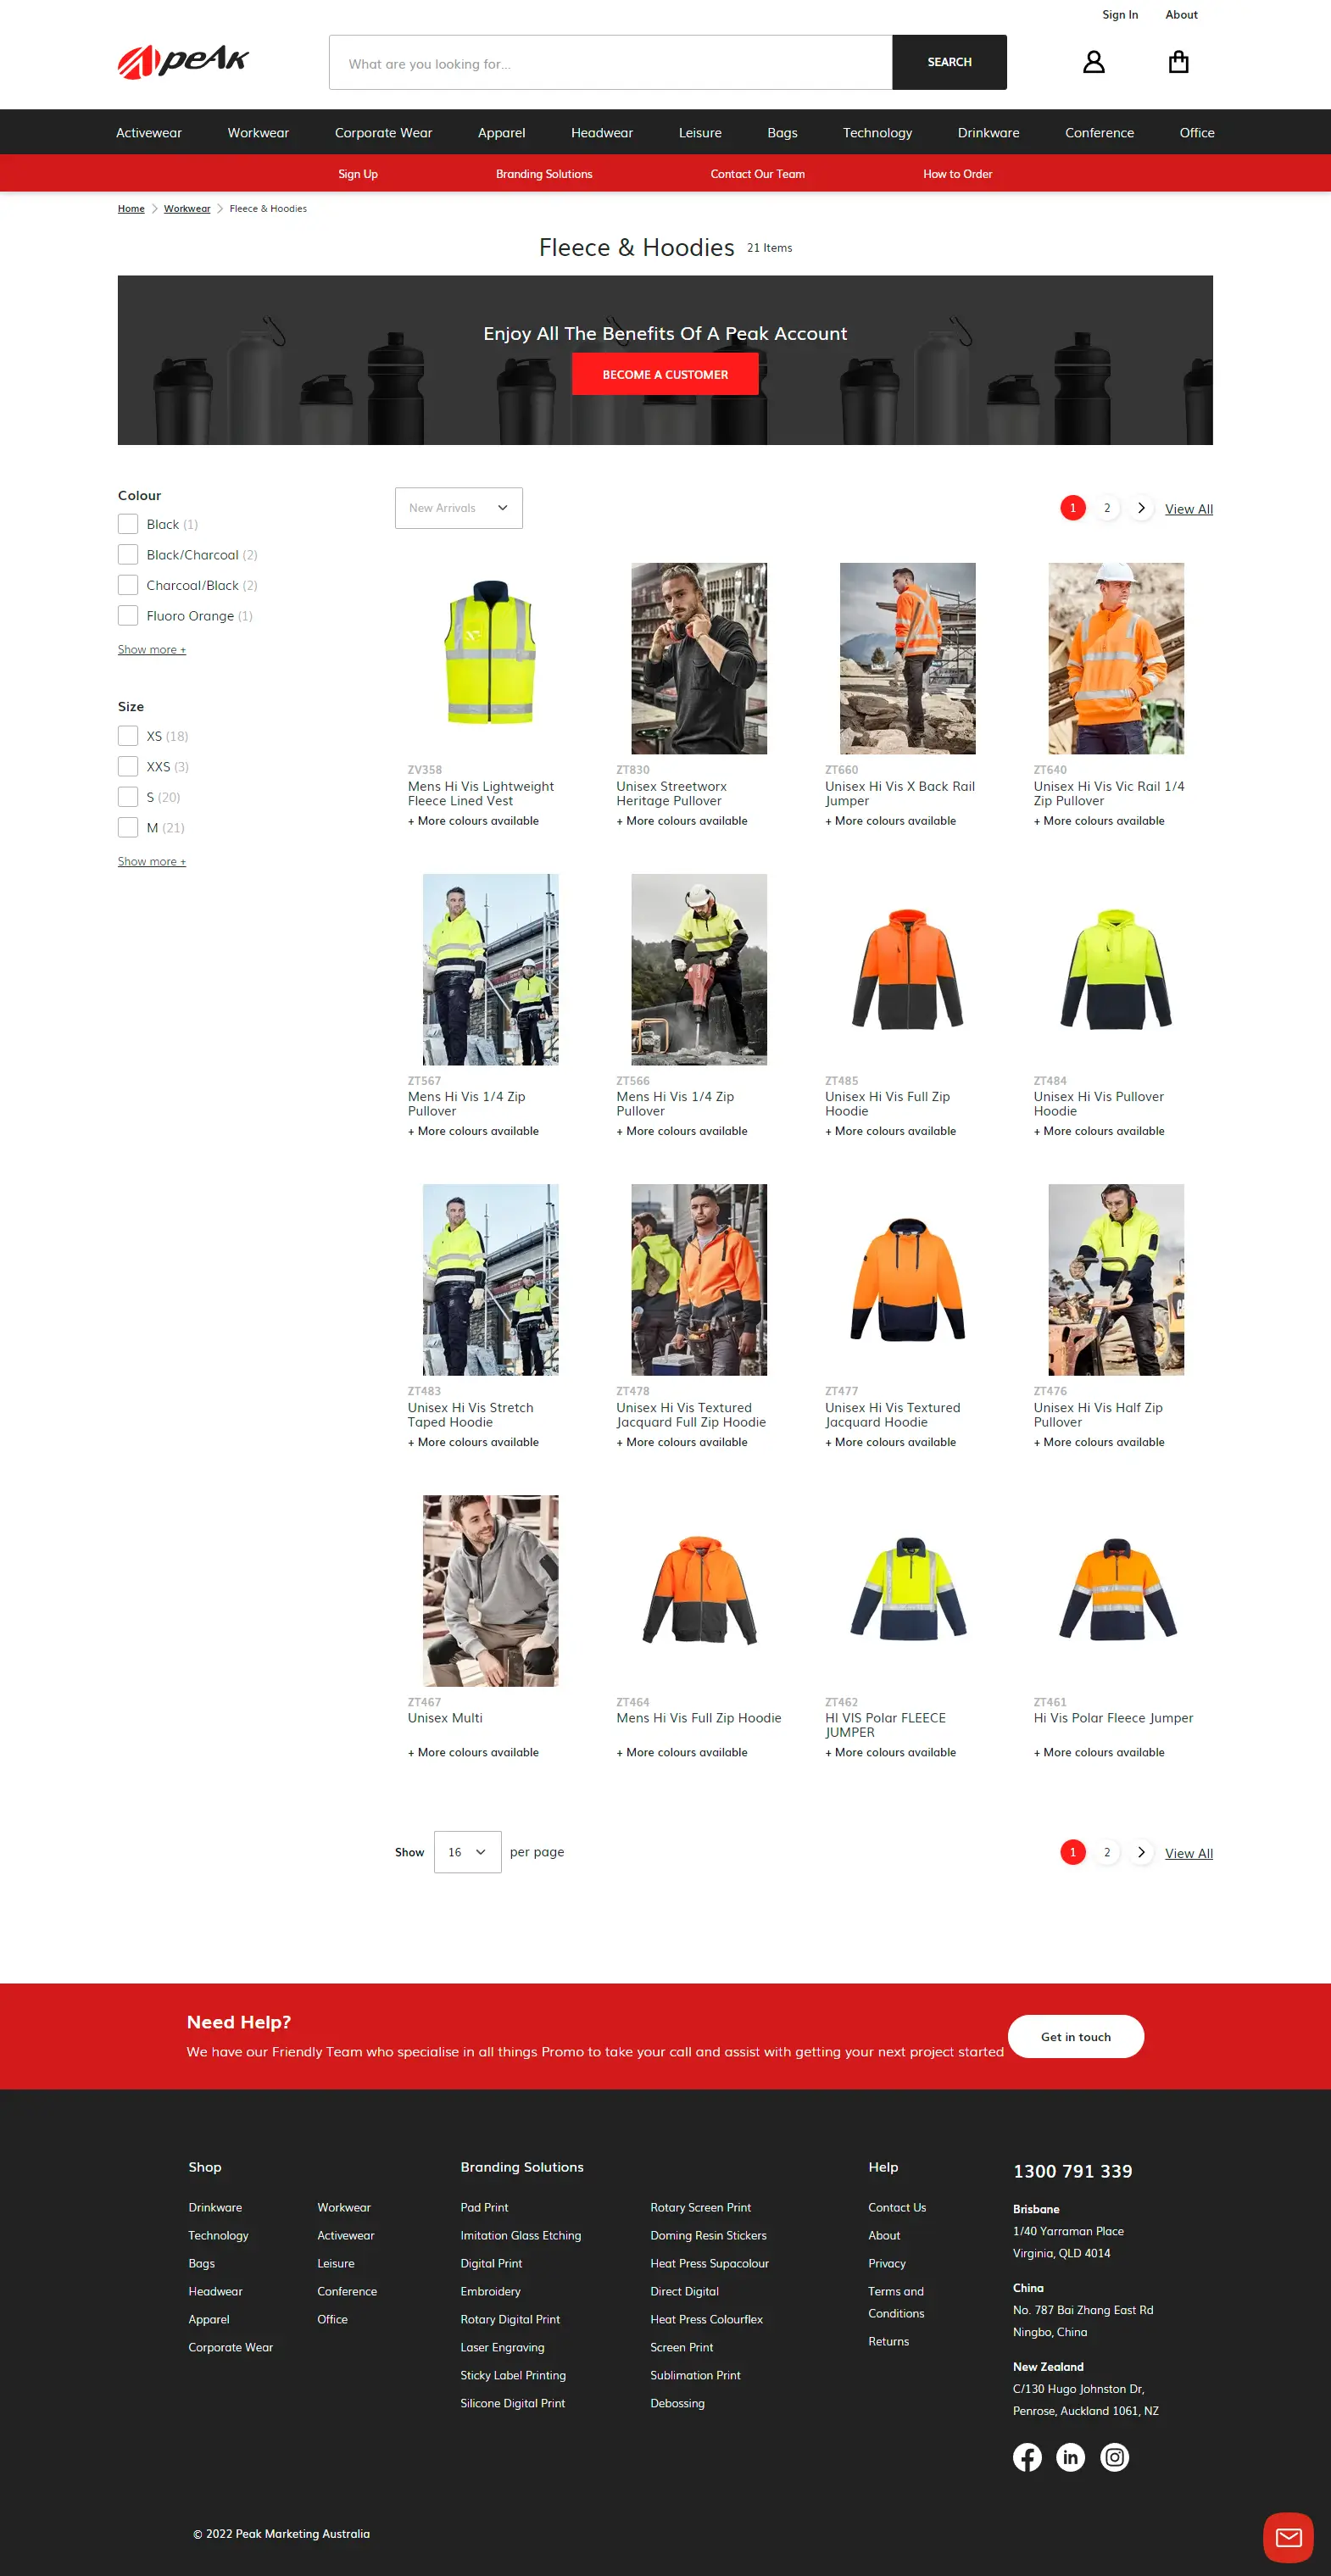 Sign In
About
peak
What are you looking for...
SEARCH
Activewear
Workwear
Corporate Wear
Apparel
Headwear
Leisure
Bags
Technology
Drinkware
Conference
Office
Sign Up
Branding Solutions
Contact Our Team
How to Order
Home
Workwear
Fleece & Hoodies
Fleece & Hoodies
21 Items
Enjoy All The Benefits Of A Peak Account
BECOME A CUSTOMER
Colour
Black (1)
Black/Charcoal (2)
Charcoal/Black (2)
Fluoro Orange (1)
Show more +
Size
XS (18)
XXS (3)
S (20)
M (21)
Show more +
New Arrivals
1
2
View All
ZV358
Mens Hi Vis Lightweight
Fleece Lined Vest
+ More colours available
ZT830
Unisex Streetworx
Heritage Pullover
+ More colours available
ZT660
Unisex Hi Vis X Back Rail
Jumper
+ More colours available
ZT640
Unisex Hi Vis Vic Rail 1/4
Zip Pullover
+ More colours available
ZT567
Mens Hi Vis 1/4 Zip
Pullover
+ More colours available
ZT566
Mens Hi Vis 1/4 Zip
Pullover
+ More colours available
ZT485
Unisex Hi Vis Full Zip
Hoodie
+ More colours available
ZT484
Unisex Hi Vis Pullover
Hoodie
+ More colours available
ZT483
Unisex Hi Vis Stretch
Taped Hoodie
+ More colours available
ZT478
Unisex Hi Vis Textured
Jacquard Full Zip Hoodie
+ More colours available
ZT477
Unisex Hi Vis Textured
Jacquard Hoodie
+ More colours available
ZT476
Unisex Hi Vis Half Zip
Pullover
+ More colours available
ZT467
Unisex Multi
+ More colours available
ZT464
Mens Hi Vis Full Zip Hoodie
+ More colours available
ZT462
HI VIS Polar FLEECE
JUMPER
+ More colours available
ZT461
Hi Vis Polar Fleece Jumper
+ More colours available
Show
16
per page
1
2
View All
Need Help?
We have our Friendly Team who specialise in all things Promo to take your call and assist with getting your next project started
Get in touch
Shop
Drinkware
Technology
Bags
Headwear
Apparel
Corporate Wear
Workwear
Activewear
Leisure
Conference
Office
Branding Solutions
Pad Print
Imitation Glass Etching
Digital Print
Embroidery
Rotary Digital Print
Laser Engraving
Sticky Label Printing
Silicone Digital Print
Rotary Screen Print
Doming Resin Stickers
Heat Press Supacolour
Direct Digital
Heat Press Colourflex
Screen Print
Sublimation Print
Debossing
Help
Contact Us
About
Privacy
Terms and
Conditions
Returns
1300 791 339
Brisbane
1/40 Yarraman Place
Virginia, QLD 4014
China
No. 787 Bai Zhang East Rd
Ningbo, China
New Zealand
C/130 Hugo Johnston Dr,
Penrose, Auckland 1061, NZ
in
© 2022 Peak Marketing Australia